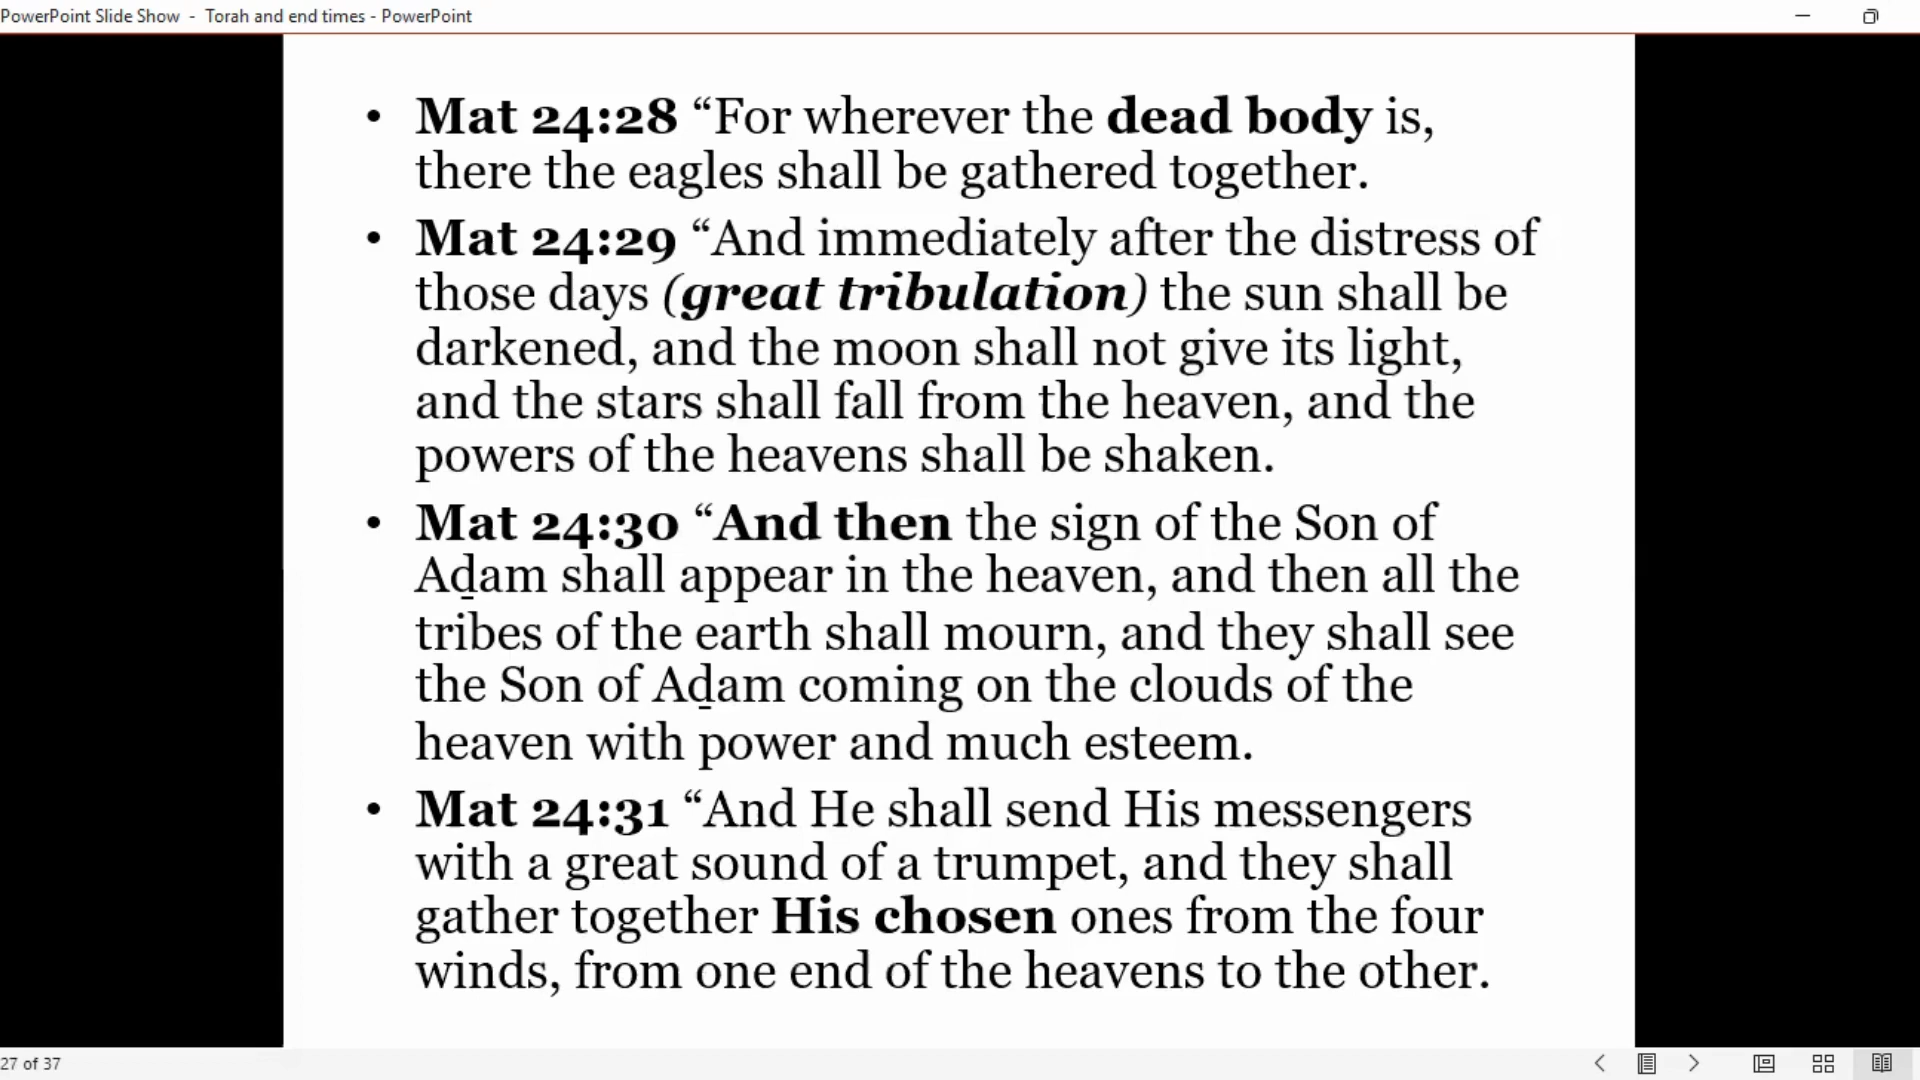 PowerPoint Slide Show - Torah and end times - PowerPoint
• Mat 24:28 “For wherever the dead body is,
there the eagles shall be gathered together.
• Mat 24:29 “And immediately after the distress of
those days (great tribulation) the sun shall be
darkened, and the moon shall not give its light,
and the stars shall fall from the heaven, and the
powers of the heavens shall be shaken.
• Mat 24:30 “And then the sign of the Son of
Aḏam shall appear in the heaven, and then all the
tribes of the earth shall mourn, and they shall see
the Son of Aḏam coming on the clouds of the
heaven with power and much esteem.
• Mat 24:31 “And He shall send His messengers
with a great sound of a trumpet, and they shall
gather together His chosen ones from the four
winds, from one end of the heavens to the other.
27 of 37